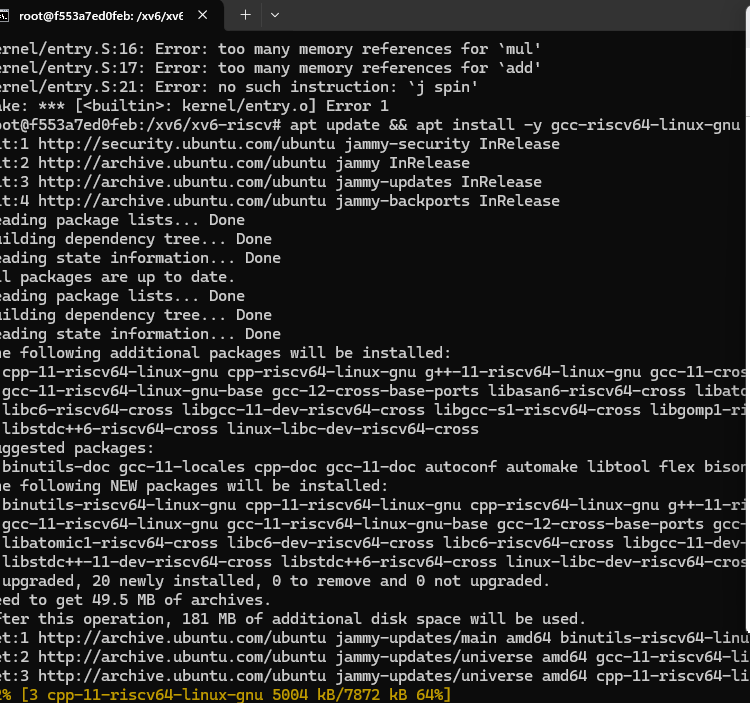 root@f553a7ed0feb: /xv6/xv6
ernel/entry.S:16: Error: too many memory references for `mul'
ernel/entry.S:17: Error: too many memory references for `add'
ernel/entry.S:21: Error: no such instruction: `j spin'
ake: *** [<builtin>: kernel/entry.o] Error 1
oot@f553a7ed0feb:/xv6/xv6-riscv# apt update && apt install -y gcc-riscv64-linux-gnu
it:1 http://security.ubuntu.com/ubuntu jammy-security InRelease
it:2 http://archive.ubuntu.com/ubuntu jammy InRelease
it:3 http://archive.ubuntu.com/ubuntu jammy-updates InRelease
it:4 http://archive.ubuntu.com/ubuntu jammy-backports InRelease
eading package lists... Done
uilding dependency tree... Done
eading state information... Done
ll packages are up to date.
eading package lists... Done
uilding dependency tree... Done
eading state information... Done
he following additional packages will be installed:
cpp-11-riscv64-linux-gnu cpp-riscv64-linux-gnu g++-11-riscv64-linux-gnu gcc-11-cros
gcc-11-riscv64-linux-gnu-base gcc-12-cross-base-ports libasan6-riscv64-cross libato
libc6-riscv64-cross libgcc-11-dev-riscv64-cross libgcc-s1-riscv64-cross libgomp1-ri
libstdc++6-riscv64-cross linux-libc-dev-riscv64-cross
uggested packages:
binutils-doc gcc-11-locales cpp-doc gcc-11-doc autoconf automake libtool flex bison
he following NEW packages will be installed:
binutils-riscv64-linux-gnu cpp-11-riscv64-linux-gnu cpp-riscv64-linux-gnu g++-11-ri
gcc-11-riscv64-linux-gnu gcc-11-riscv64-linux-gnu-base gcc-12-cross-base-ports gcc-
libatomic1-riscv64-cross libc6-dev-riscv64-cross libc6-riscv64-cross libgcc-11-dev-
libstdc++-11-dev-riscv64-cross libstdc++6-riscv64-cross linux-libc-dev-riscv64-cros
upgraded, 20 newly installed, 0 to remove and 0 not upgraded.
eed to get 49.5 MB of archives.
fter this operation, 181 MB of additional disk space will be used.
et:1 http://archive.ubuntu.com/ubuntu jammy-updates/main amd64 binutils-riscv64-linu
et:2 http://archive.ubuntu.com/ubuntu jammy-updates/universe amd64 gcc-11-riscv64-li
et:3 http://archive.ubuntu.com/ubuntu jammy-updates/universe amd64 cpp-11-riscv64-li
% [3 cpp-11-riscv64-linux-gnu 5004 kB/7872 kB 64%]